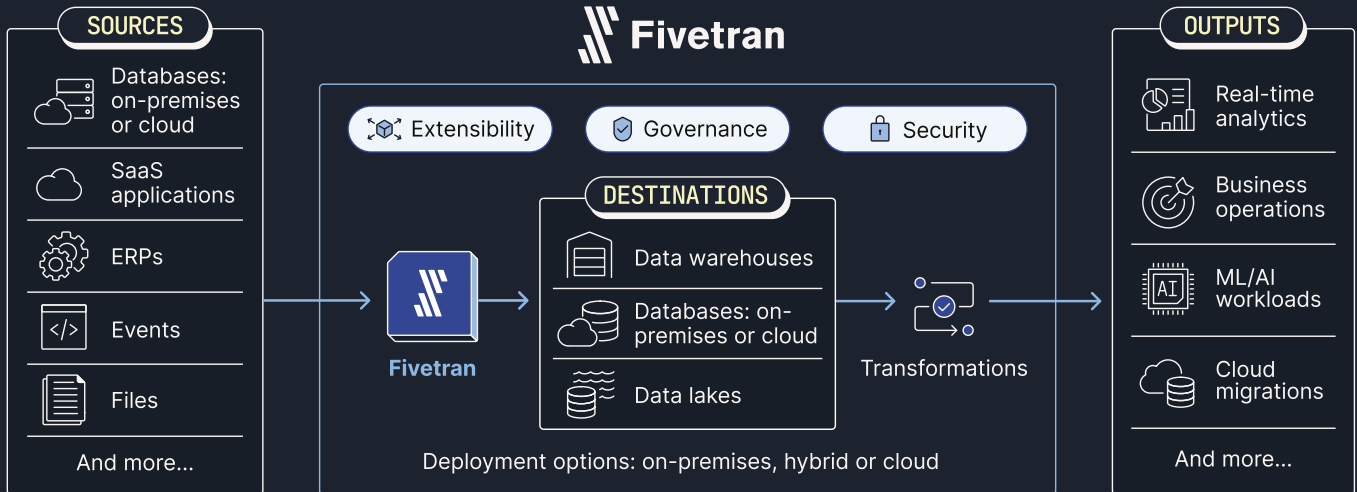 SOURCES
Databases:
on-premises
or cloud
SaaS
applications
ERPs
</>
Events
Files
And more...
Fivetran
Extensibility
Governance
Security
Fivetran
DESTINATIONS
Data warehouses
Databases: on-
premises or cloud
Data lakes
Transformations
Deployment options: on-premises, hybrid or cloud
OUTPUTS
Real-time
analytics
Business
operations
AI
ML/AI
workloads
Cloud
migrations
And more...